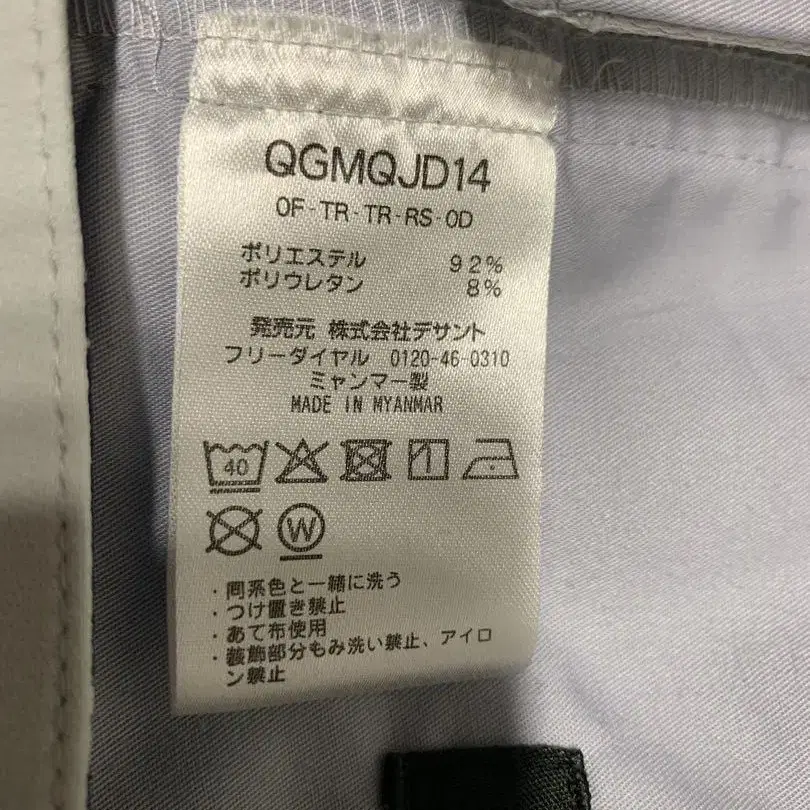 QGMQJD14
OF-TR-TR-RS-OD
ポリエステル 92%
ポリウレタン 8%
発売元 株式会社デサント
フリーダイヤル 0120-46-0310
ミャンマー製
MADE IN MYANMAR
40
W
・同系色と一緒に洗う
・つけ置き禁止
・あて布使用
・装飾部分もみ洗い禁止、アイロ
ン禁止